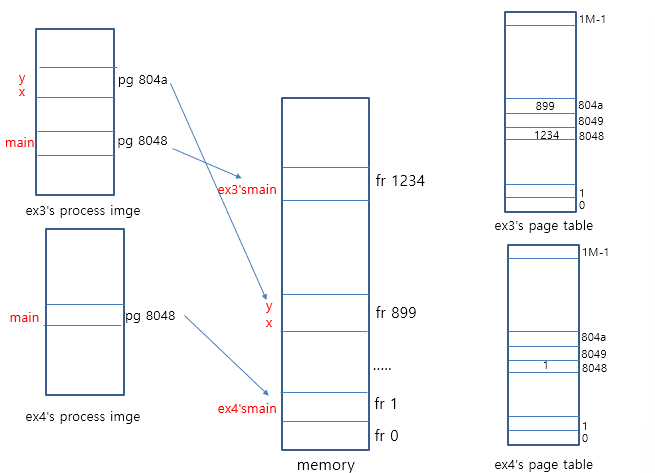 y
x
pg 804a
main
pg 8048
ex3's process imge
main
pg 8048
ex4's process imge
ex3'smain
fr 1234
y
x
fr 899
.....
ex4'smain
fr 1
fr 0
memory
1M-1
899
804a
8049
1234
8048
1
0
ex3's page table
1M-1
804a
8049
1
8048
1
0
ex4's page table